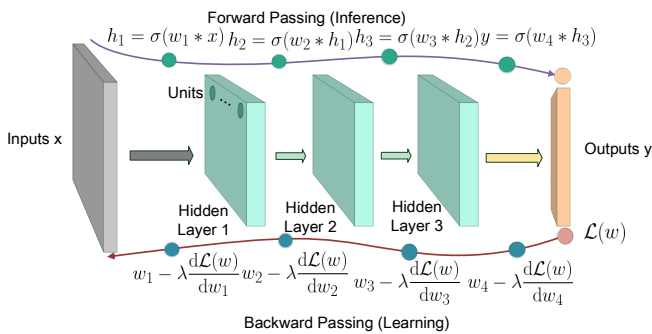 Forward Passing (Inference)
h₁ = σ(w₁ * x) h₂ = σ(w₂ * h₁) h₃ = σ(w₃ * h₂) y = σ(w₄ * h₃)
Units
...
Inputs x
Outputs y
Hidden Layer 1
Hidden Layer 2
Hidden Layer 3
ℒ(w)
w₁ − λ dℒ(w)/dw₁ w₂ − λ dℒ(w)/dw₂ w₃ − λ dℒ(w)/dw₃ w₄ − λ dℒ(w)/dw₄
Backward Passing (Learning)